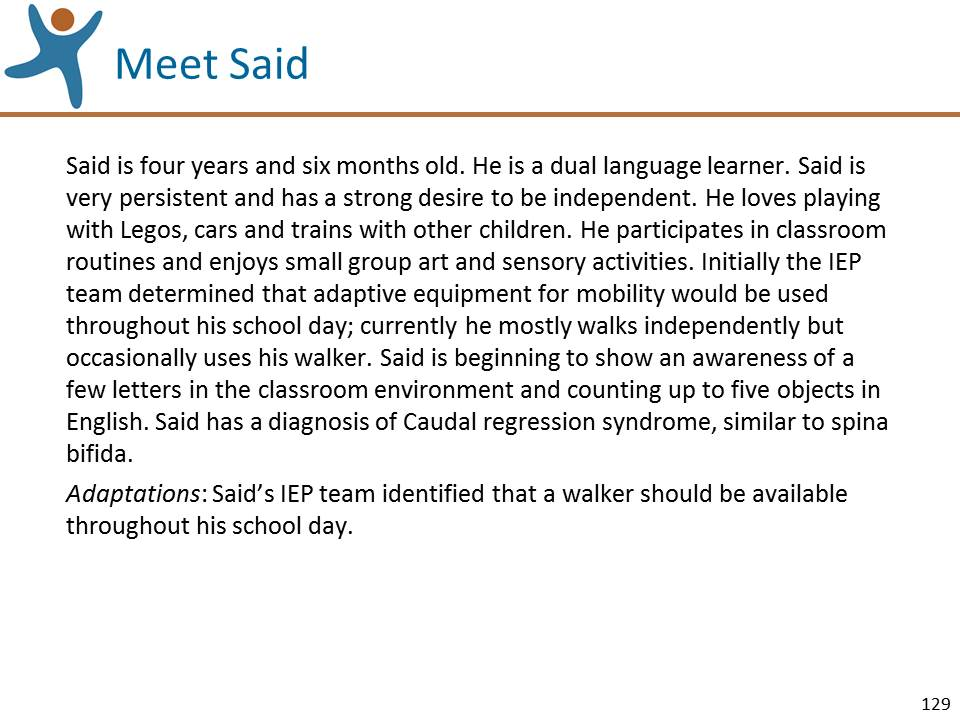 Meet Said
Said is four years and six months old. He is a dual language learner. Said is
very persistent and has a strong desire to be independent. He loves playing
with Legos, cars and trains with other children. He participates in classroom
routines and enjoys small group art and sensory activities. Initially the IEP
team determined that adaptive equipment for mobility would be used
throughout his school day; currently he mostly walks independently but
occasionally uses his walker. Said is beginning to show an awareness of a
few letters in the classroom environment and counting up to five objects in
English. Said has a diagnosis of Caudal regression syndrome, similar to spina
bifida.
Adaptations: Said’s IEP team identified that a walker should be available
throughout his school day.
129